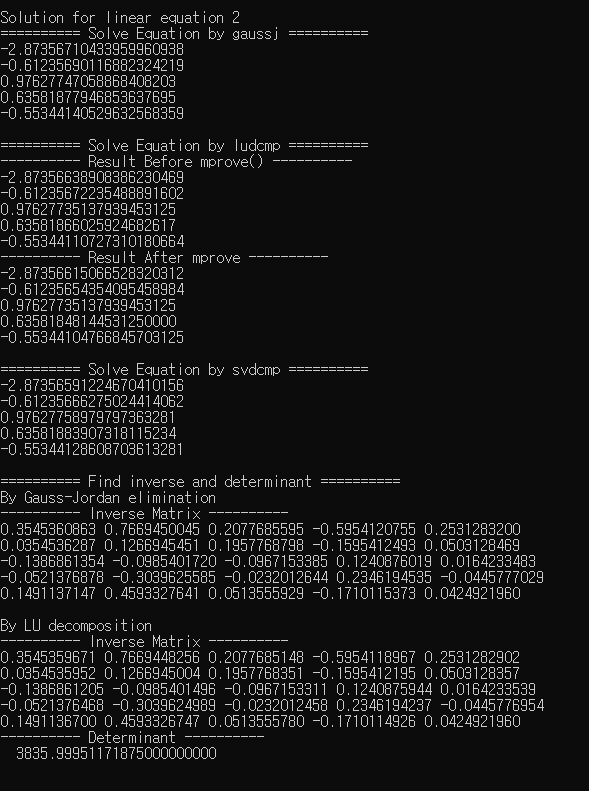 Solution for linear equation 2
========== Solve Equation by gaussj ==========
-2.87356710433959960938
-0.61235690116882324219
0.97627747058868408203
0.63581877946853637695
-0.55344140529632568359
========== Solve Equation by ludcmp ==========
---------- Result Before mprove() ----------
-2.87356638908386230469
-0.61235672235488891602
0.97627735137939453125
0.63581866025924682617
-0.55344110727310180664
---------- Result After mprove ----------
-2.87356615066528320312
-0.61235654354095458984
0.97627735137939453125
0.63581848144531250000
-0.55344104766845703125
========== Solve Equation by svdcmp ==========
-2.87356591224670410156
-0.61235666275024414062
0.97627758979797363281
0.63581883907318115234
-0.55344128608703613281
========== Find inverse and determinant ==========
By Gauss-Jordan elimination
---------- Inverse Matrix ----------
0.3545360863 0.7669450045 0.2077685595 -0.5954120755 0.2531283200
0.0354536287 0.1266945451 0.1957768798 -0.1595412493 0.0503128469
-0.1386861354 -0.0985401720 -0.0967153385 0.1240876019 0.0164233483
-0.0521376878 -0.3039625585 -0.0232012644 0.2346194535 -0.0445777029
0.1491137147 0.4593327641 0.0513555929 -0.1710115373 0.0424921960
By LU decomposition
---------- Inverse Matrix ----------
0.3545359671 0.7669448256 0.2077685148 -0.5954118967 0.2531282902
0.0354535952 0.1266945004 0.1957768351 -0.1595412195 0.0503128357
-0.1386861205 -0.0985401496 -0.0967153311 0.1240875944 0.0164233539
-0.0521376468 -0.3039624989 -0.0232012458 0.2346194237 -0.0445776954
0.1491136700 0.4593326747 0.0513555780 -0.1710114926 0.0424921960
---------- Determinant ----------
3835.99951171875000000000